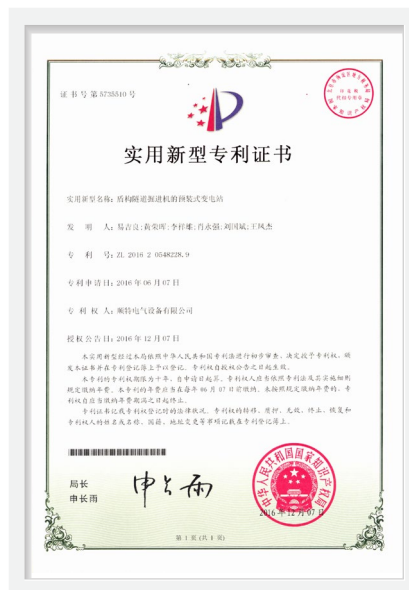 证书号第5735510号
实用新型专利证书
实用新型名称：盾构隧道掘进机的预装式变电站
发 明 人：易吉良;黄荣辉;李祥雄;肖永强;刘国斌;王凤杰
专 利 号：ZL 2016 2 0548228.9
专利申请日：2016年06月07日
专 利 权 人：顺特电气设备有限公司
授权公告日：2016年12月07日
本实用新型经过本局依照中华人民共和国专利法进行初步审查，决定授予专利权，颁
发本证书并在专利登记簿上予以登记。专利权自授权公告之日起生效。
本专利的专利权期限为十年，自申请日起算。专利权人应当依照专利法及其实施细则
规定缴纳年费。本专利的年费应当在每年06月07日前缴纳。未按照规定缴纳年费的，专
利权自应当缴纳年费期满之日起终止。
专利证书记载专利权登记时的法律状况。专利权的转移、质押、无效、终止、恢复和
专利权人的姓名或名称、国籍、地址变更等事项记载在专利登记簿上。
局长
申长雨
申长雨
中华人民共和国国家知识产权局
2016年12月07日
第1页(共1页)